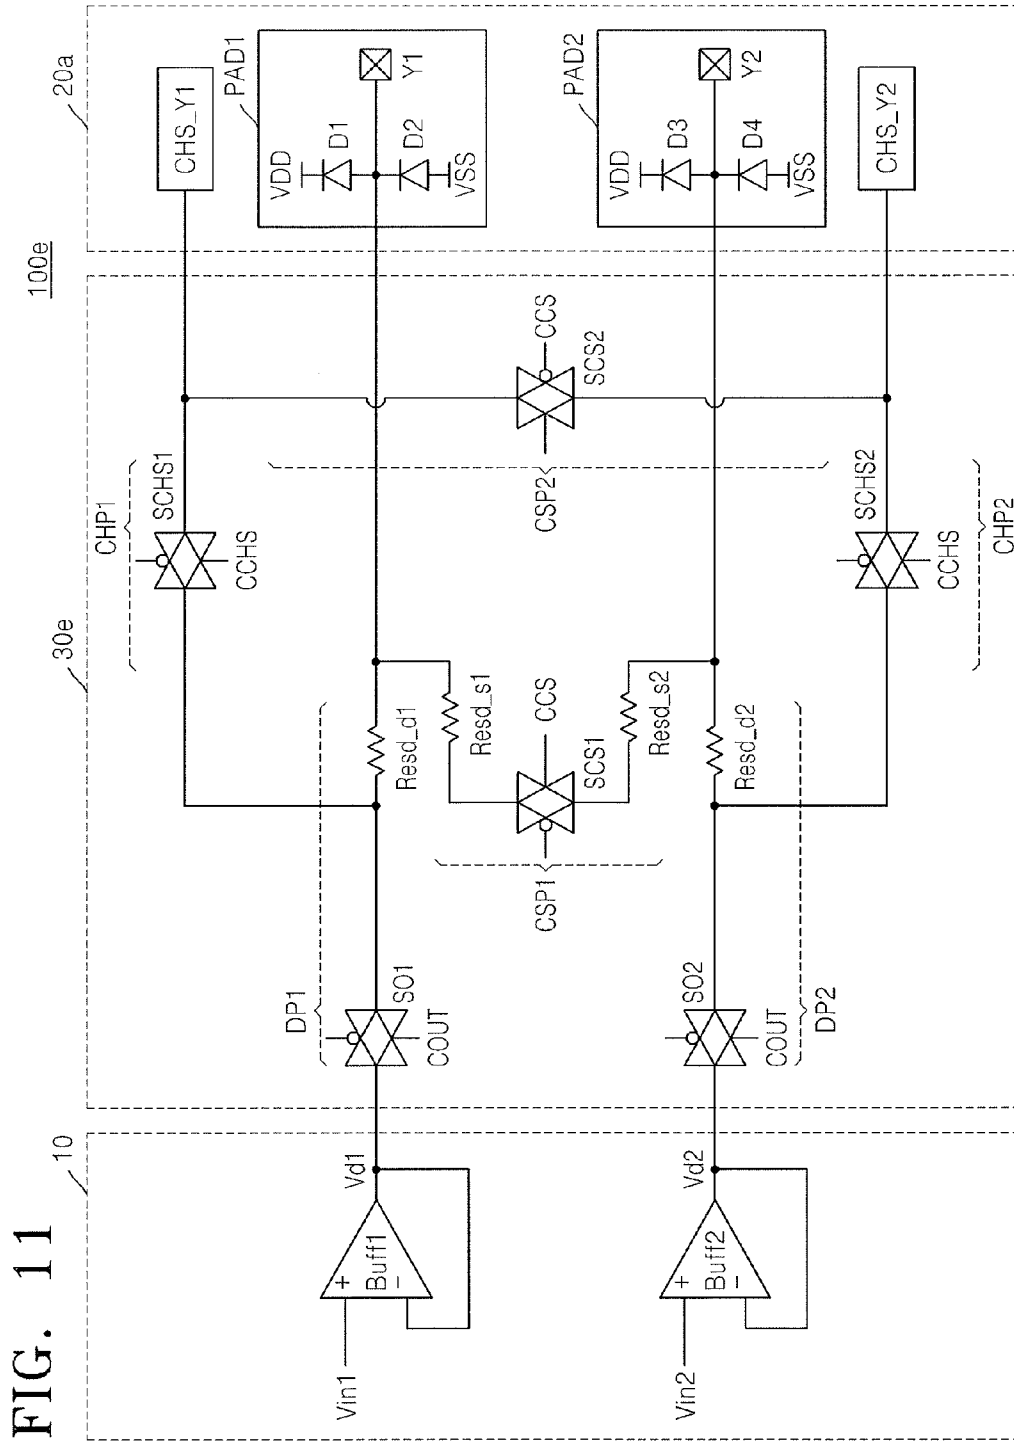 FIG. 11
100e
10
30e
20a
Vin1
+
Buff1
-
Vd1
DP1
SO1
COUT
Resd_d1
CHP1
SCHS1
CCHS
CHS_Y1
PAD1
VDD
D1
D2
VSS
Y1
CSP1
Resd_s1
CCS
SCS1
Resd_s2
CSP2
CCS
SCS2
Vin2
+
Buff2
-
Vd2
SO2
COUT
DP2
Resd_d2
SCHS2
CCHS
CHP2
PAD2
VDD
D3
D4
VSS
Y2
CHS_Y2